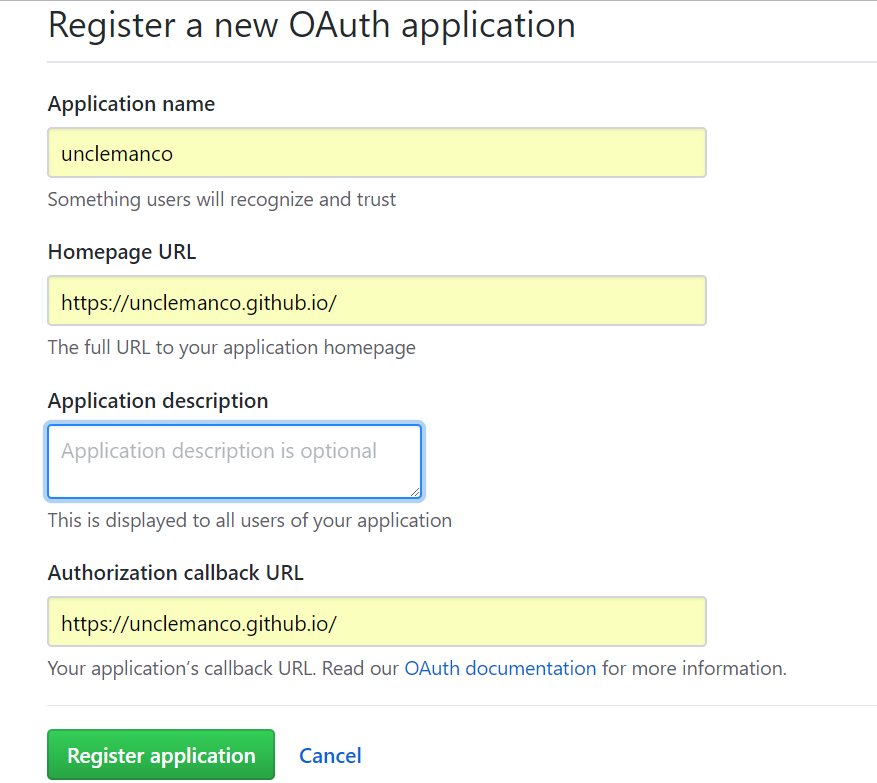 Register a new OAuth application
Application name
unclemanco
Something users will recognize and trust
Homepage URL
https://unclemanco.github.io/
The full URL to your application homepage
Application description
Application description is optional
This is displayed to all users of your application
Authorization callback URL
https://unclemanco.github.io/
Your application’s callback URL. Read our OAuth documentation for more information.
Register application Cancel